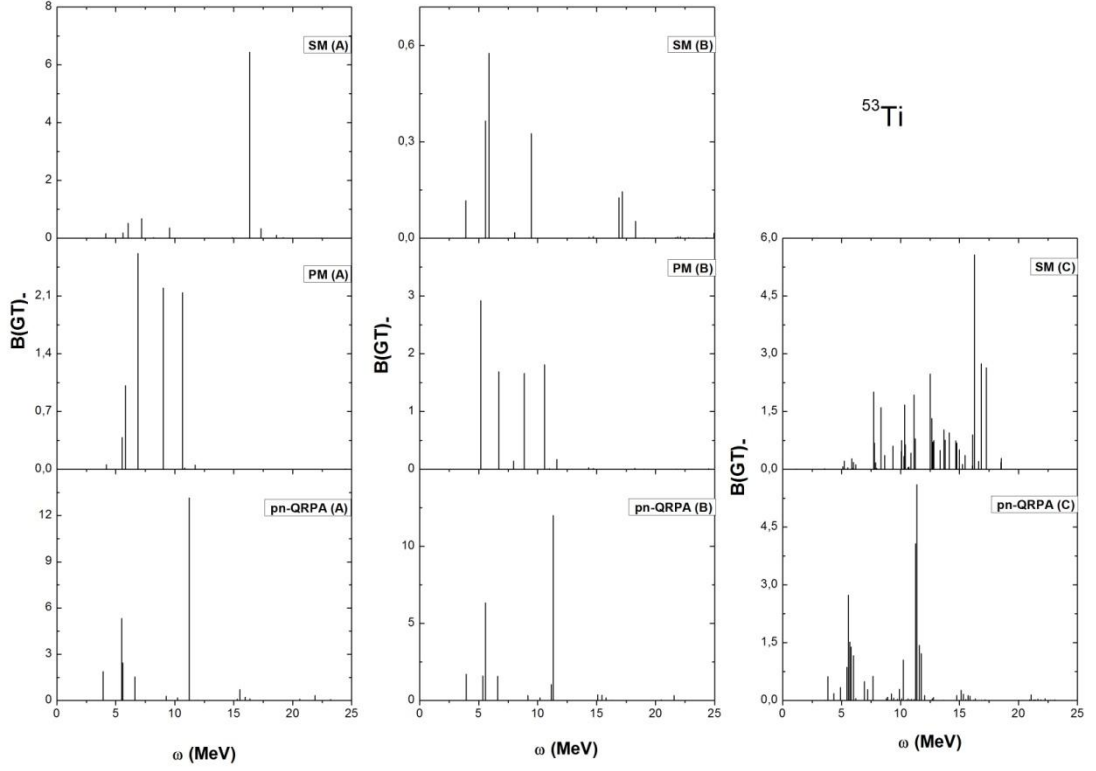 8
6
4
2
0
SM (A)
0,6
0,3
0,0
SM (B)
⁵³Ti
2,1
1,4
0,7
0,0
PM (A)
B(GT)₋
3
2
1
0
PM (B)
B(GT)₋
6,0
4,5
3,0
1,5
0,0
SM (C)
12
9
6
3
0
pn-QRPA (A)
10
5
0
pn-QRPA (B)
B(GT)₋
4,5
3,0
1,5
0,0
pn-QRPA (C)
0 5 10 15 20 25
0 5 10 15 20 25
0 5 10 15 20 25
ω (MeV)
ω (MeV)
ω (MeV)